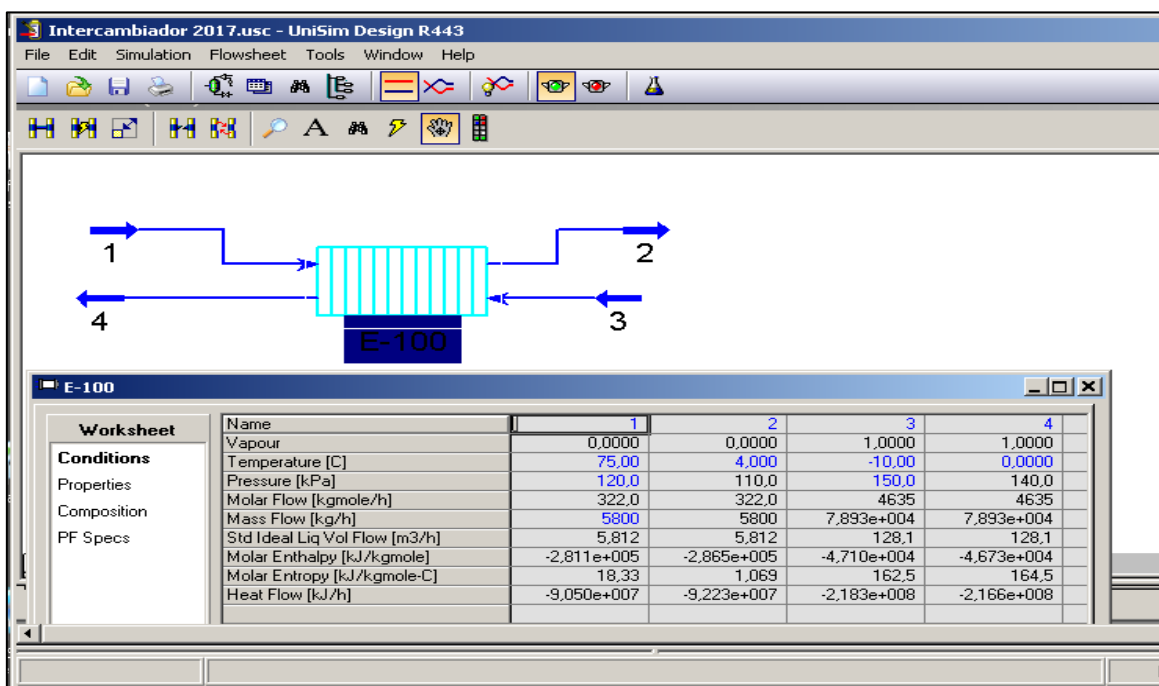 Intercambiador 2017.usc - UniSim Design R443
File Edit Simulation Flowsheet Tools Window Help
A
1 2
4 3
E-100
E-100
Worksheet
Conditions
Properties
Composition
PF Specs
Name 1 2 3 4
Vapour 0,0000 0,0000 1,0000 1,0000
Temperature [C] 75,00 4,000 -10,00 0,0000
Pressure [kPa] 120,0 110,0 150,0 140,0
Molar Flow [kgmole/h] 322,0 322,0 4635 4635
Mass Flow [kg/h] 5800 5800 7,893e+004 7,893e+004
Std Ideal Liq Vol Flow [m3/h] 5,812 5,812 128,1 128,1
Molar Enthalpy [kJ/kgmole] -2,811e+005 -2,865e+005 -4,710e+004 -4,673e+004
Molar Entropy [kJ/kgmole-C] 18,33 1,069 162,5 164,5
Heat Flow [kJ/h] -9,050e+007 -9,223e+007 -2,183e+008 -2,166e+008